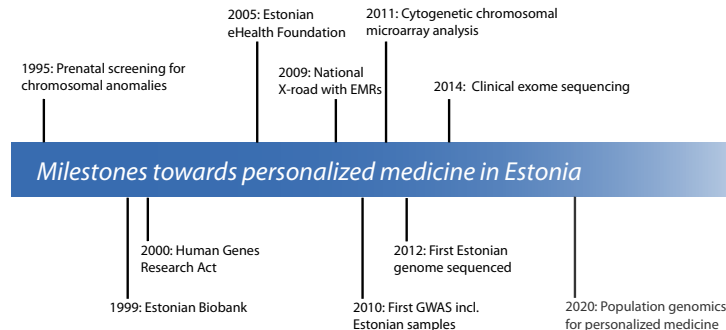 2005: Estonian
eHealth Foundation
2011: Cytogenetic chromosomal
microarray analysis
1995: Prenatal screening for
chromosomal anomalies
2009: National
X-road with EMRs
2014: Clinical exome sequencing
Milestones towards personalized medicine in Estonia
2000: Human Genes
Research Act
2012: First Estonian
genome sequenced
1999: Estonian Biobank
2010: First GWAS incl.
Estonian samples
2020: Population genomics
for personalized medicine